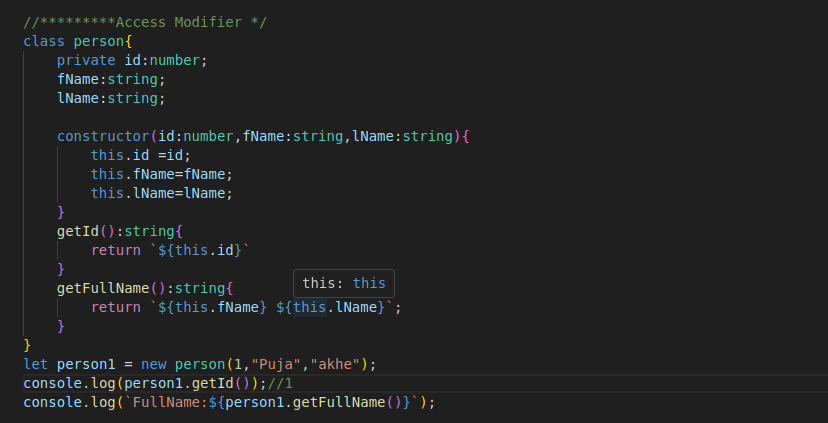 //*********Access Modifier */
class person{
    private id:number;
    fName:string;
    lName:string;

    constructor(id:number,fName:string,lName:string){
        this.id =id;
        this.fName=fName;
        this.lName=lName;
    }
    getId():string{
        return `${this.id}`
    }
    getFullName():string{
this: this
        return `${this.fName} ${this.lName}`;
    }
}
let person1 = new person(1,"Puja","akhe");
console.log(person1.getId());//1
console.log(`FullName:${person1.getFullName()}`);